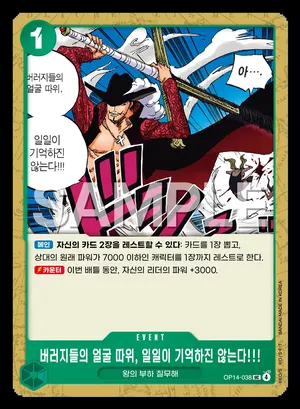 1
버러지들의
얼굴 따위,
일일이
기억하진
않는다!!!
아….
SAMPLE
메인 자신의 카드 2장을 레스트할 수 있다: 카드를 1장 뽑고,
상대의 원래 파워가 7000 이하인 캐릭터를 1장까지 레스트로 한다.
카운터 이번 배틀 동안, 자신의 리더의 파워 +3000.
EVENT
버러지들의 얼굴 따위, 일일이 기억하진 않는다!!!
왕의 부하 칠무해
OP14-038 UC 4